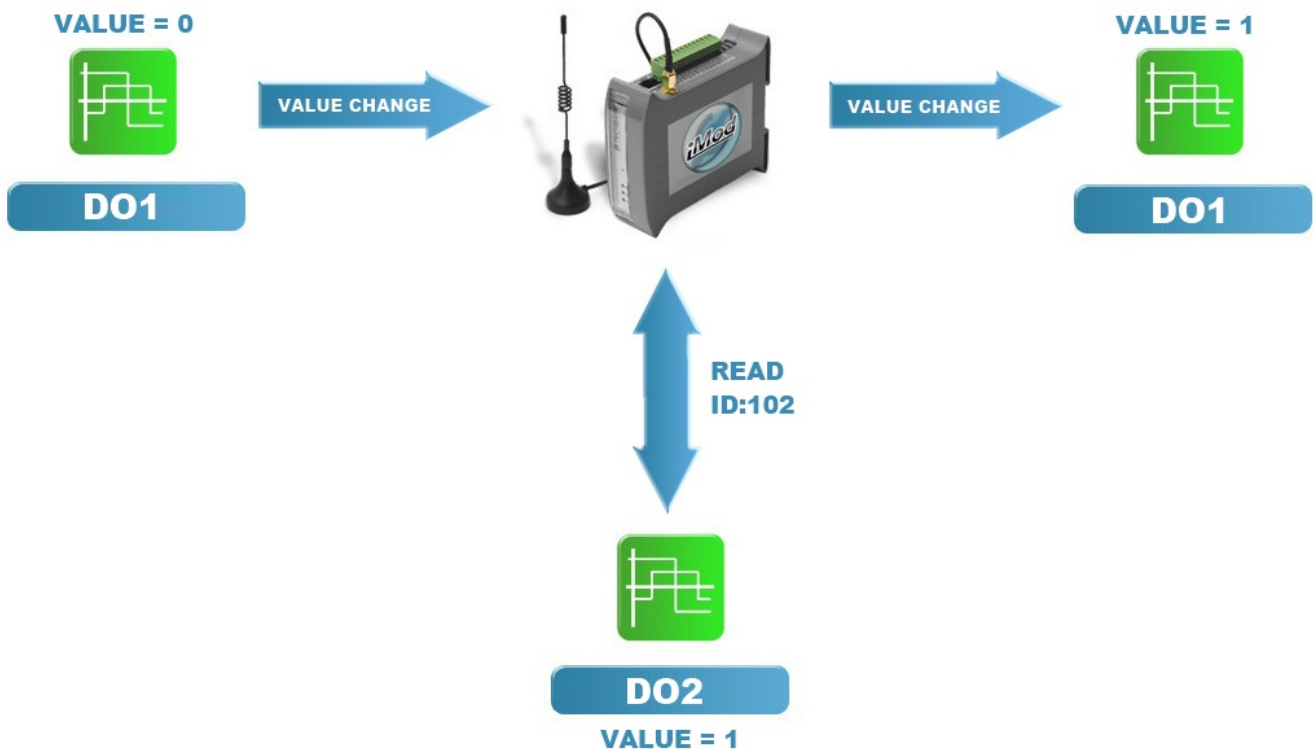 VALUE = 0
VALUE = 1
VALUE CHANGE
iMod
VALUE CHANGE
DO1
DO1
READ
ID:102
DO2
VALUE = 1